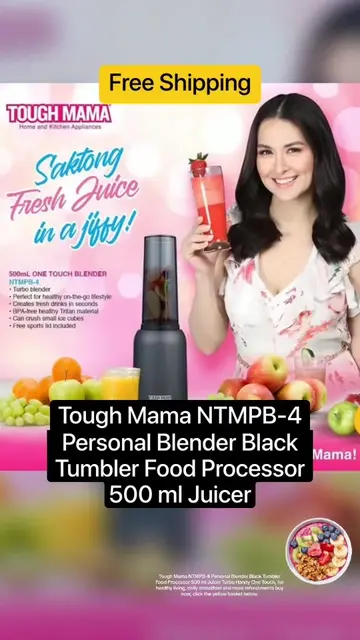 Free Shipping
TOUGH MAMA
Home and Kitchen Appliances
Saktong
Fresh Juice
in a jiffy!
500mL ONE TOUCH BLENDER
NTMPB-4
• Turbo blender
• Perfect for healthy on-the-go lifestyle
• Creates fresh drinks in seconds
• BPA-free healthy Tritan material
• Can crush small ice cubes
• Free sports lid included
TOUGH MAMA
Tough Mama NTMPB-4
Personal Blender Black
Tumbler Food Processor
500 ml Juicer
Mama!
Tough Mama NTMPB-4 Personal Blender Black Tumbler
Food Processor 500 ml Juicer Turbo Handy One Touch, for
healthy living, daily smoothies and more refreshments buy
now, click the yellow basket below.